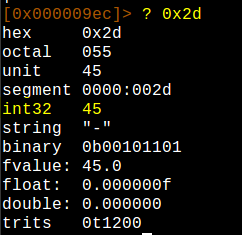 [0x000009ec]> ? 0x2d
hex     0x2d
octal   055
unit    45
segment 0000:002d
int32   45
string  "-"
binary  0b00101101
fvalue: 45.0
float:  0.000000f
double: 0.000000
trits   0t1200